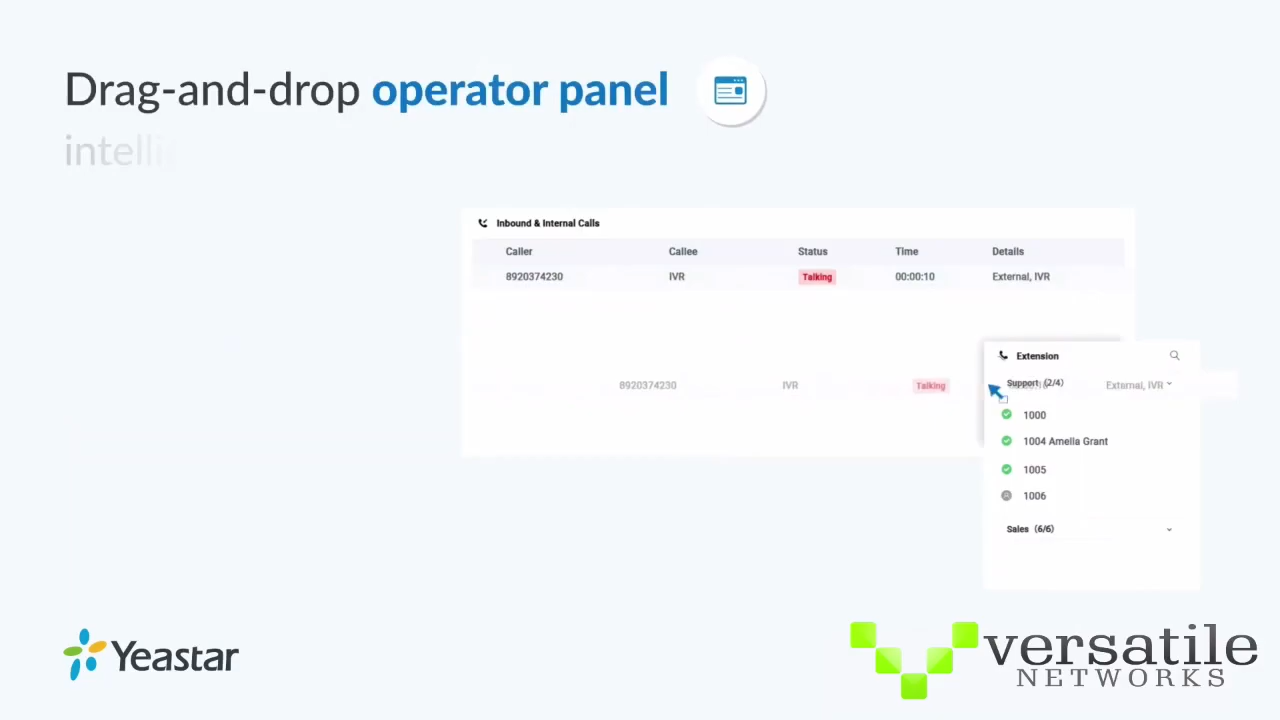 Drag-and-drop operator panel
Inbound & Internal Calls
Caller Callee Status Time Details
8920374230 IVR Talking 00:00:10 External, IVR
Extension
Support (2/4)
8920374230 IVR Talking External, IVR
1000
1004 Amelia Grant
1005
1006
Sales (6/6)
Yeastar
versatile
NETWORKS